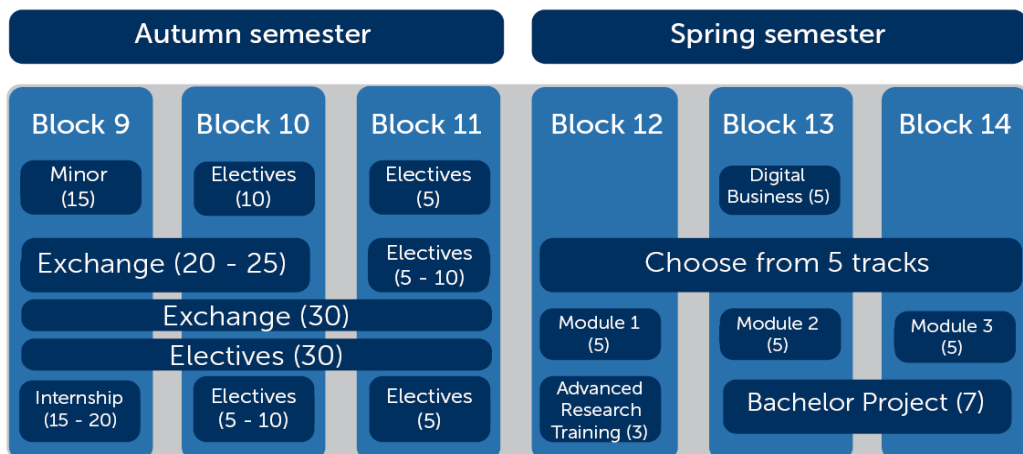 Autumn semester
Spring semester
Block 9
Block 10
Block 11
Block 12
Block 13
Block 14
Minor
(15)
Electives
(10)
Electives
(5)
Digital
Business (5)
Exchange (20 - 25)
Electives
(5 - 10)
Choose from 5 tracks
Exchange (30)
Electives (30)
Module 1
(5)
Module 2
(5)
Module 3
(5)
Internship
(15 - 20)
Electives
(5 - 10)
Electives
(5)
Advanced
Research
Training (3)
Bachelor Project (7)